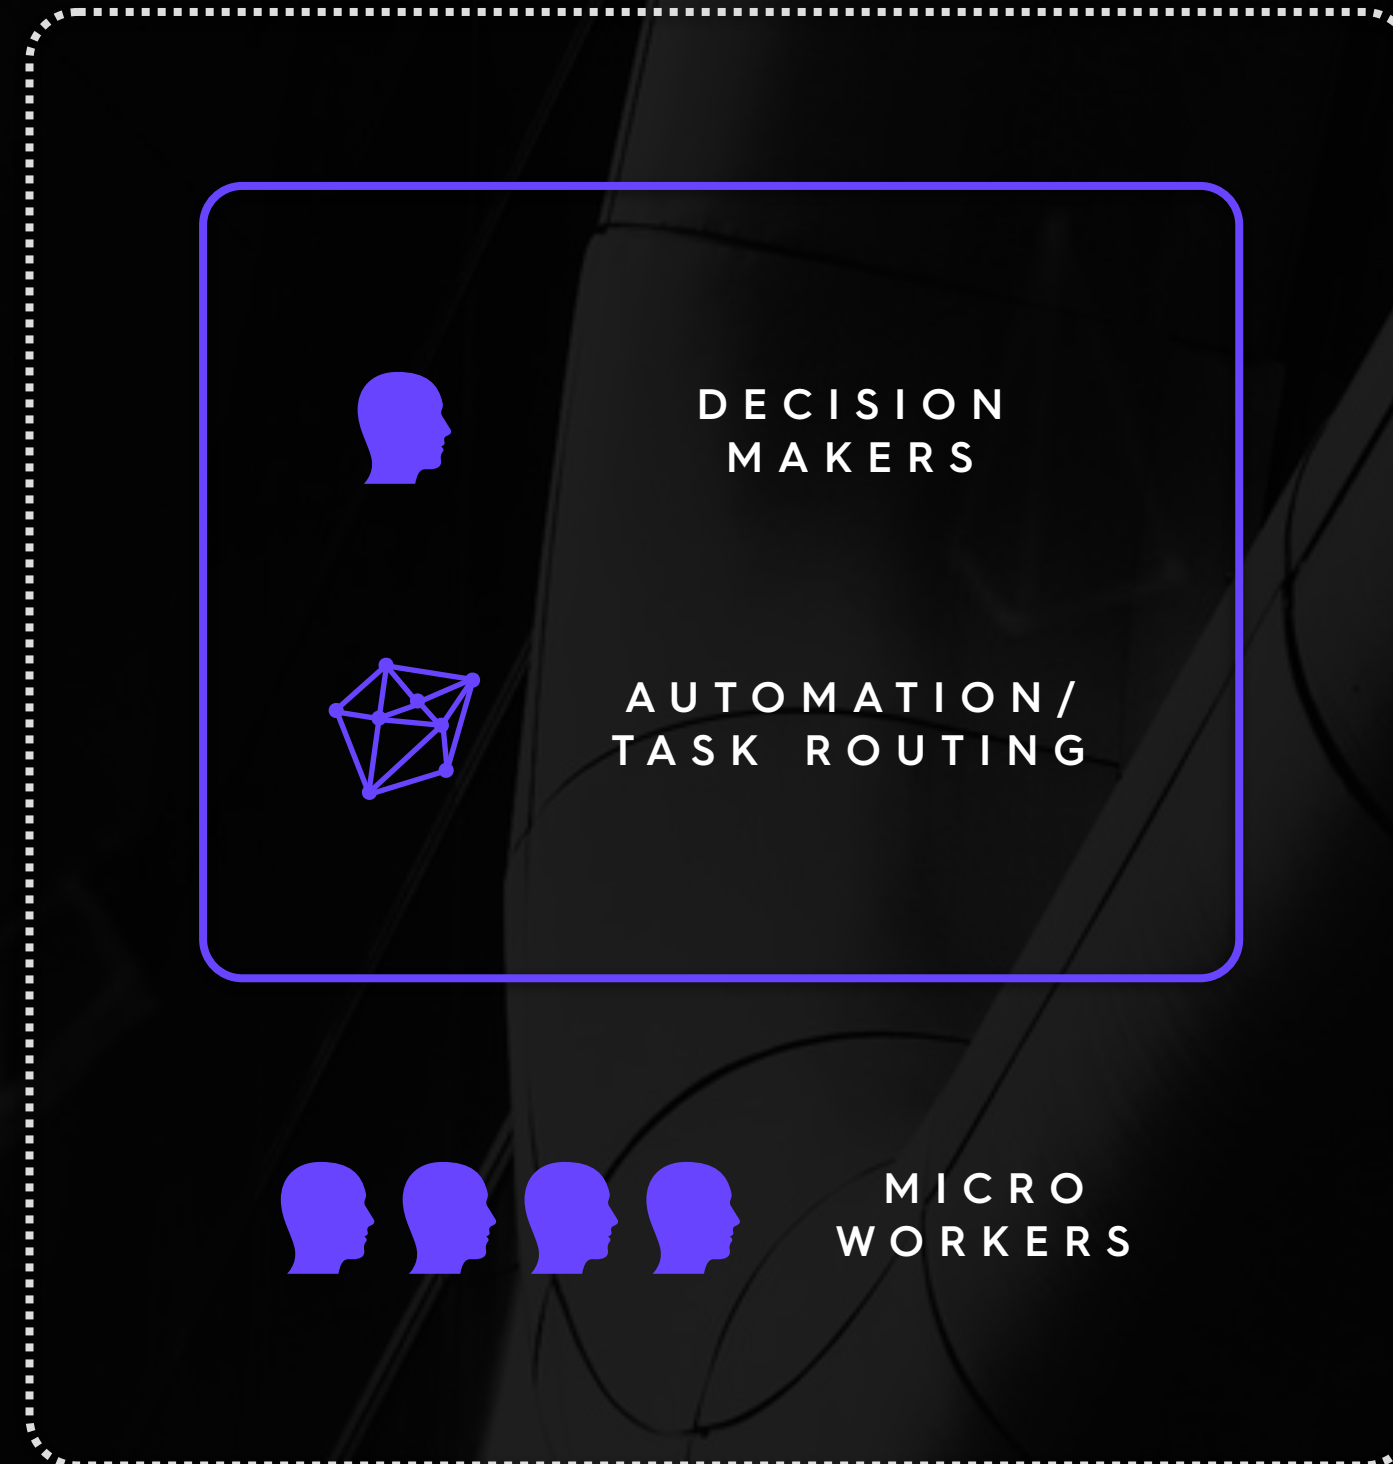 DECISION
MAKERS
AUTOMATION/
TASK ROUTING
MICRO
WORKERS